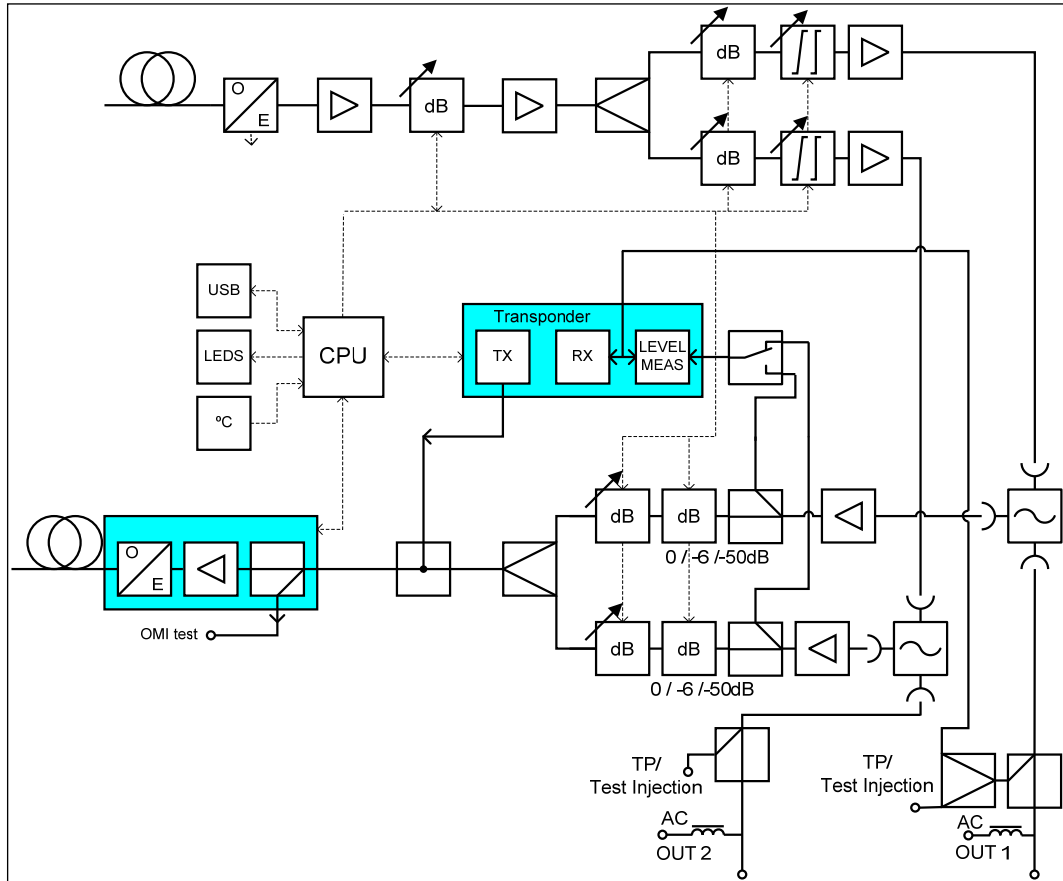 dB
dB
O
E
dB
dB
USB
Transponder
LEDS
CPU
TX
RX
LEVEL
MEAS
ºC
dB
dB
O
E
0 / -6 /-50dB
OMI test
dB
dB
0 / -6 /-50dB
TP/
Test Injection
TP/
Test Injection
AC
OUT 2
AC
OUT 1